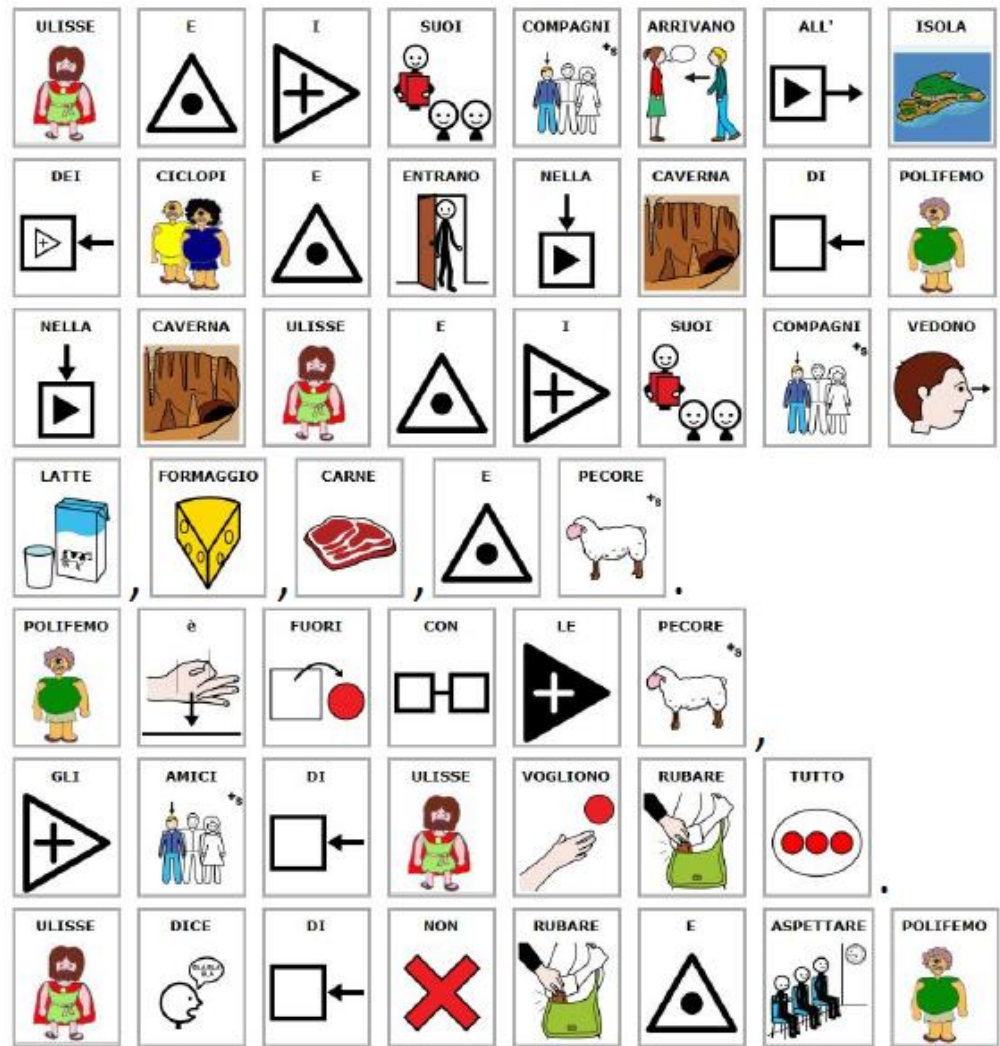 ULISSE E I SUOI COMPAGNI ARRIVANO ALL' ISOLA
DEI CICLOPI E ENTRANO NELLA CAVERNA DI POLIFEMO
NELLA CAVERNA ULISSE E I SUOI COMPAGNI VEDONO
LATTE, FORMAGGIO, CARNE, E PECORE.
POLIFEMO è FUORI CON LE PECORE,
GLI AMICI DI ULISSE VOGLIONO RUBARE TUTTO.
ULISSE DICE DI NON RUBARE E ASPETTARE POLIFEMO